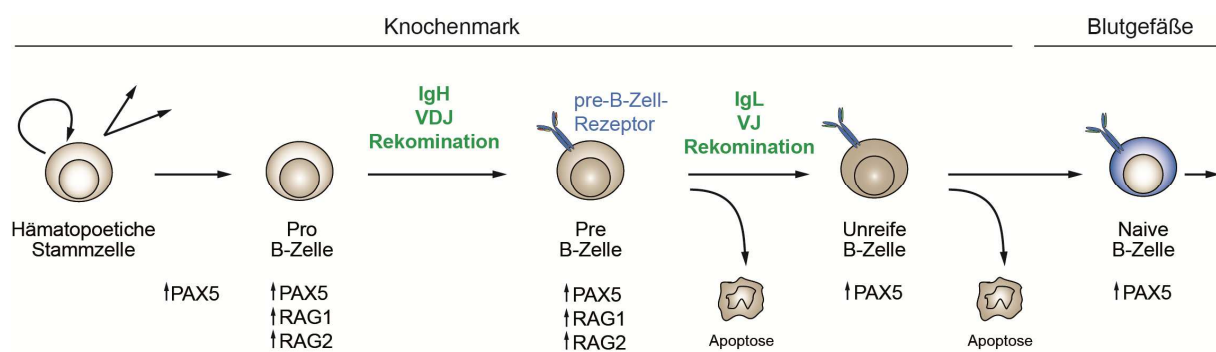 Knochenmark
Blutgefäße
IgH
VDJ
Rekomination
pre-B-Zell-
Rezeptor
IgL
VJ
Rekomination
Hämatopoetiche
Stammzelle
Pro
B-Zelle
Pre
B-Zelle
Unreife
B-Zelle
Naive
B-Zelle
↑PAX5
↑PAX5
↑RAG1
↑RAG2
↑PAX5
↑RAG1
↑RAG2
Apoptose
↑PAX5
Apoptose
↑PAX5